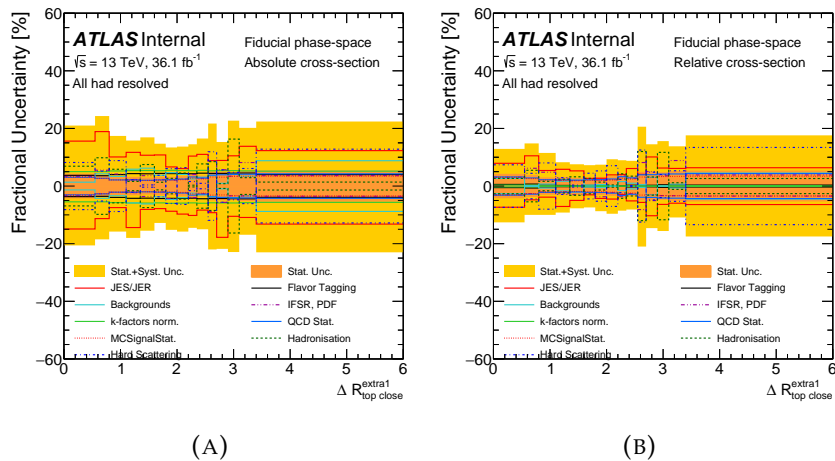 Fractional Uncertainty [%]
60
40
20
0
−20
−40
−60
ATLAS Internal
√s = 13 TeV, 36.1 fb-1
All had resolved
Fiducial phase-space
Absolute cross-section
Stat.+Syst. Unc.
Stat. Unc.
JES/JER
Flavor Tagging
Backgrounds
IFSR, PDF
k-factors norm.
QCD Stat.
MCSignalStat.
Hadronisation
Hard Scattering
0 1 2 3 4 5 6
Δ R extra1 top close
(A)
Fractional Uncertainty [%]
60
40
20
0
−20
−40
−60
ATLAS Internal
√s = 13 TeV, 36.1 fb-1
All had resolved
Fiducial phase-space
Relative cross-section
Stat.+Syst. Unc.
Stat. Unc.
JES/JER
Flavor Tagging
Backgrounds
IFSR, PDF
k-factors norm.
QCD Stat.
MCSignalStat.
Hadronisation
Hard Scattering
0 1 2 3 4 5 6
Δ R extra1 top close
(B)